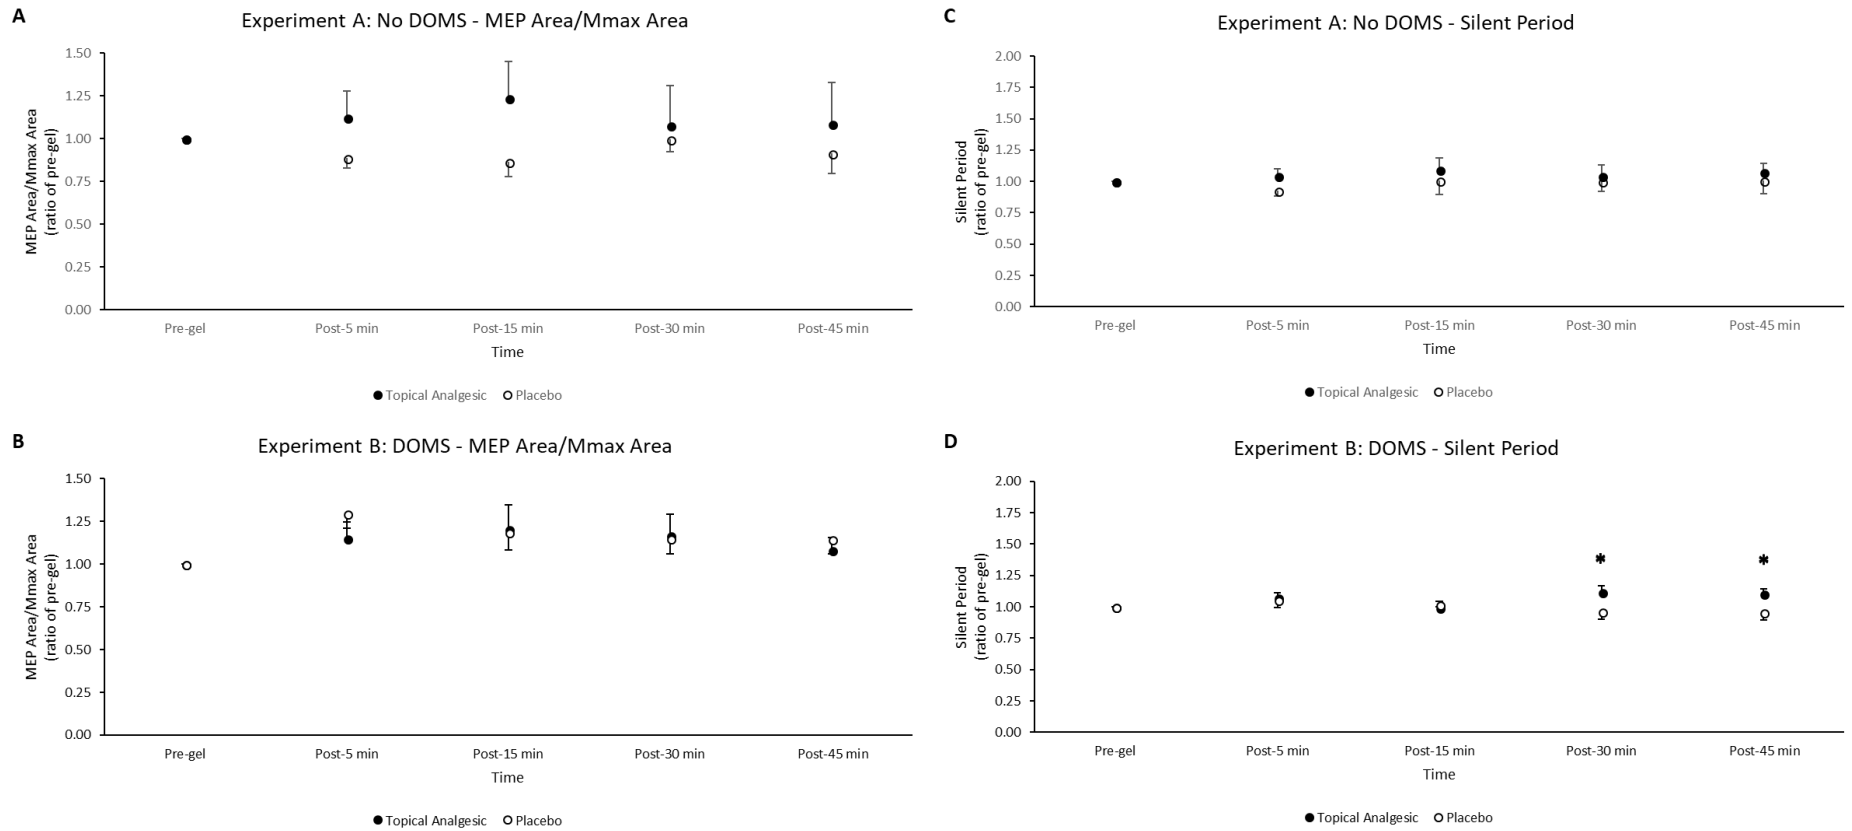 A
Experiment A: No DOMS - MEP Area/Mmax Area
1.50
1.25
1.00
0.75
0.50
0.25
0.00
MEP Area/Mmax Area
(ratio of pre-gel)
Pre-gel Post-5 min Post-15 min Post-30 min Post-45 min
Time
Topical Analgesic Placebo
B
Experiment B: DOMS - MEP Area/Mmax Area
1.50
1.25
1.00
0.75
0.50
0.25
0.00
MEP Area/Mmax Area
(ratio of pre-gel)
Pre-gel Post-5 min Post-15 min Post-30 min Post-45 min
Time
Topical Analgesic Placebo
C
Experiment A: No DOMS - Silent Period
2.00
1.75
1.50
1.25
1.00
0.75
0.50
0.25
0.00
Silent Period
(ratio of pre-gel)
Pre-gel Post-5 min Post-15 min Post-30 min Post-45 min
Time
Topical Analgesic Placebo
D
Experiment B: DOMS - Silent Period
2.00
1.75
1.50
1.25
1.00
0.75
0.50
0.25
0.00
Silent Period
(ratio of pre-gel)
* *
Pre-gel Post-5 min Post-15 min Post-30 min Post-45 min
Time
Topical Analgesic Placebo